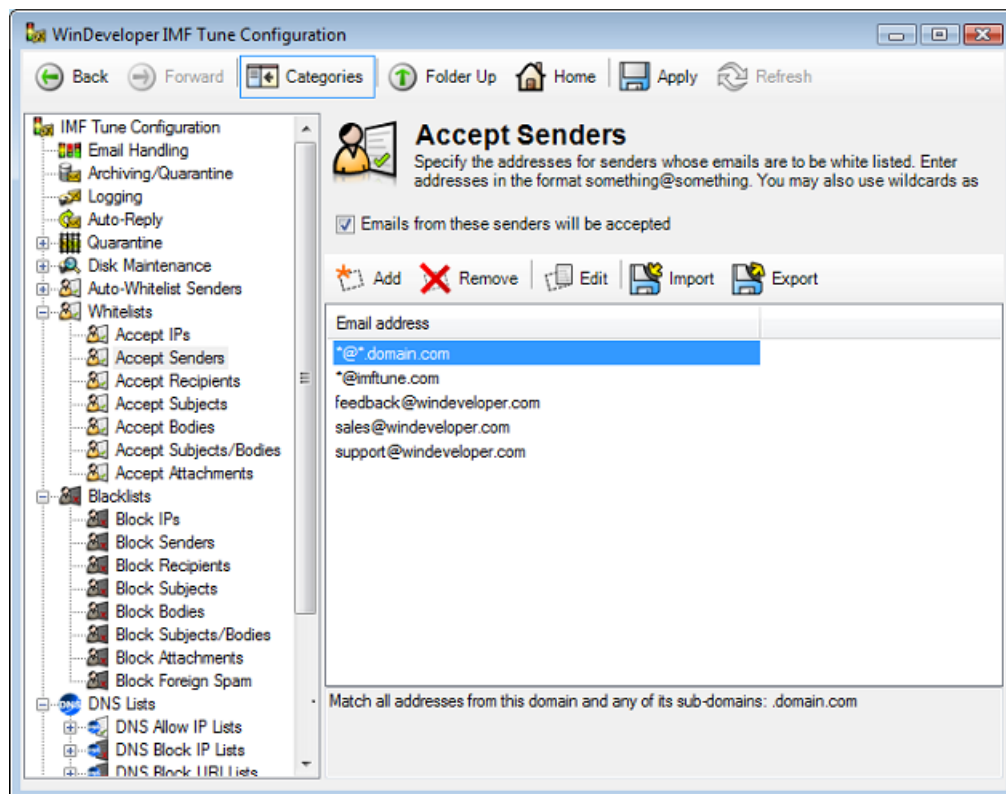 WinDeveloper IMF Tune Configuration
Back Forward Categories Folder Up Home Apply Refresh
IMF Tune Configuration
Email Handling
Archiving/Quarantine
Logging
Auto-Reply
Quarantine
Disk Maintenance
Auto-Whitelist Senders
Whitelists
Accept IPs
Accept Senders
Accept Recipients
Accept Subjects
Accept Bodies
Accept Subjects/Bodies
Accept Attachments
Blacklists
Block IPs
Block Senders
Block Recipients
Block Subjects
Block Bodies
Block Subjects/Bodies
Block Attachments
Block Foreign Spam
DNS Lists
DNS Allow IP Lists
DNS Block IP Lists
DNS Block URI Lists
Accept Senders
Specify the addresses for senders whose emails are to be white listed. Enter
addresses in the format something@something. You may also use wildcards as
Emails from these senders will be accepted
Add Remove Edit Import Export
Email address
*@*.domain.com
*@imftune.com
feedback@windeveloper.com
sales@windeveloper.com
support@windeveloper.com
Match all addresses from this domain and any of its sub-domains: .domain.com